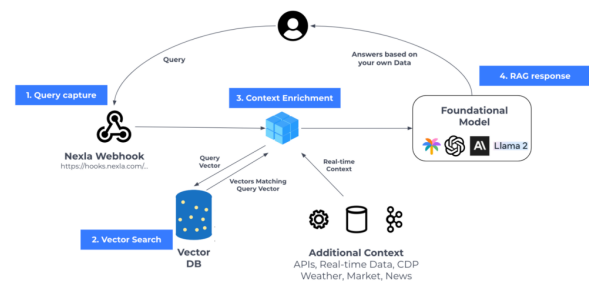 Query
Answers based on
your own Data
1. Query capture
3. Context Enrichment
4. RAG response
Foundational
Model
A\ Llama 2
Nexla Webhook
https://hooks.nexla.com/...
Query
Vector
Vectors Matching
Query Vector
Real-time
Context
2. Vector Search
Vector
DB
Additional Context
APIs, Real-time Data, CDP
Weather, Market, News